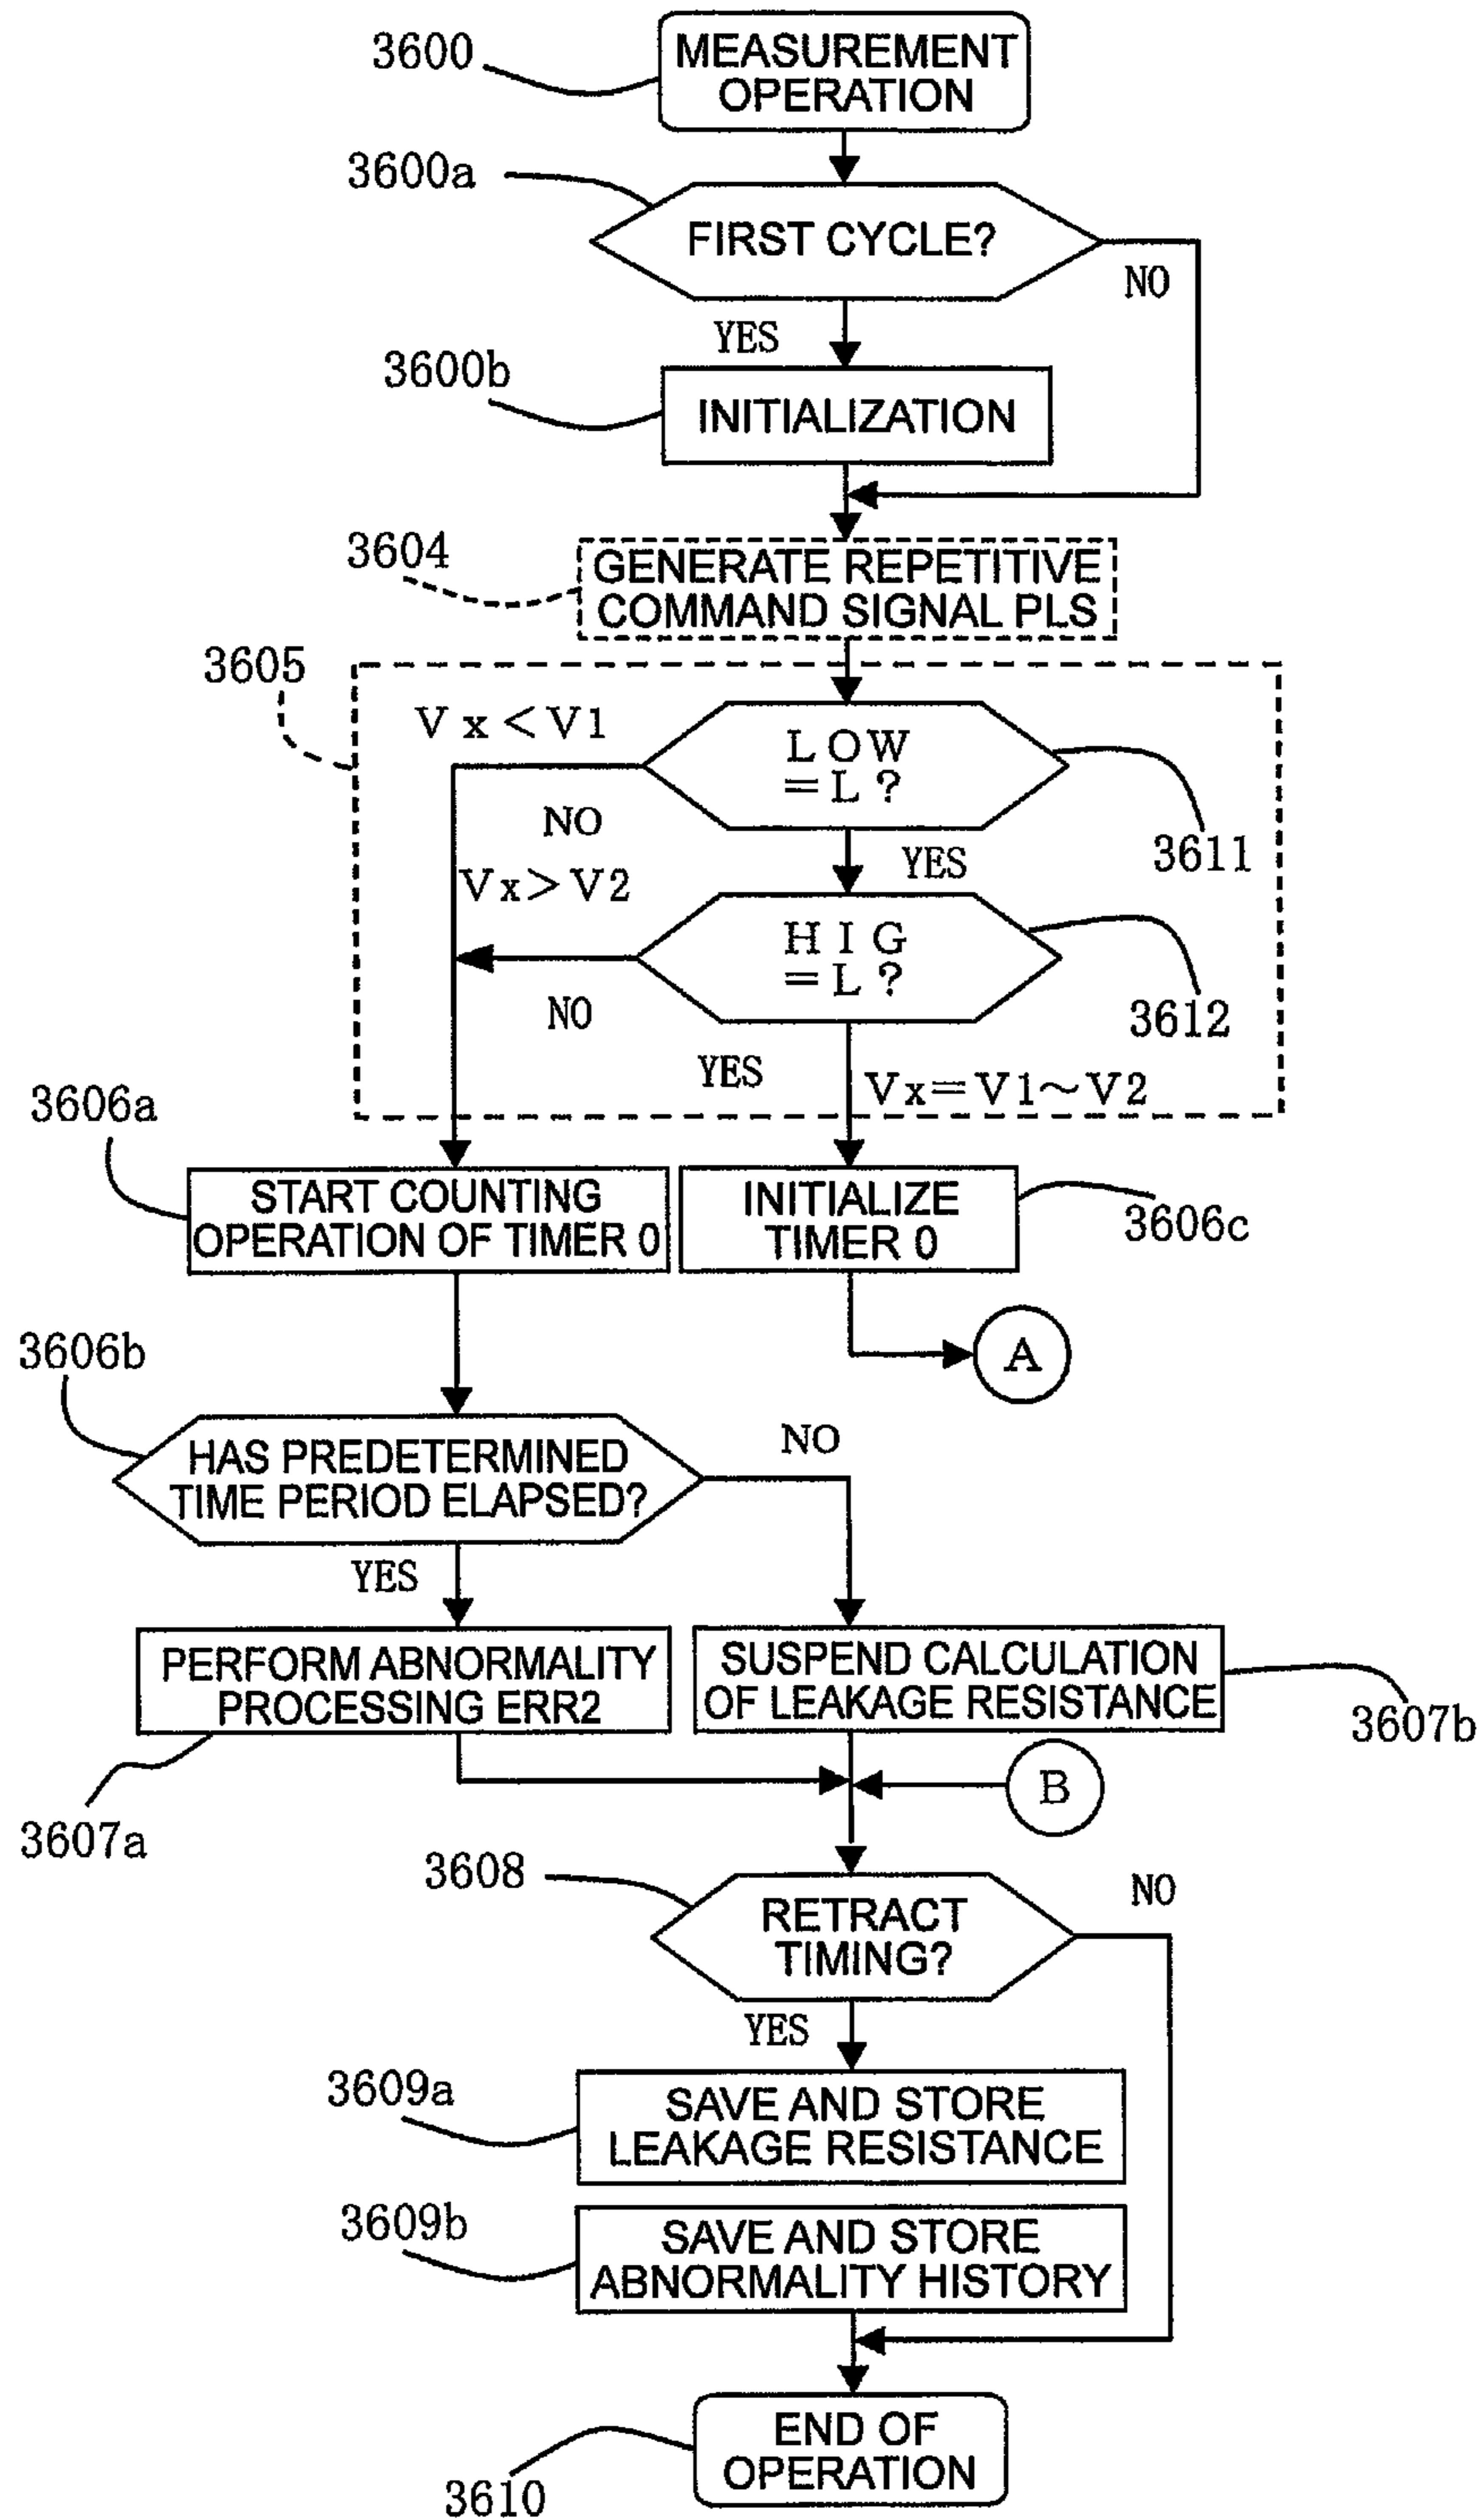 3600
MEASUREMENT
OPERATION
3600a
FIRST CYCLE?
NO
YES
3600b
INITIALIZATION
3604
GENERATE REPETITIVE
COMMAND SIGNAL PLS
3605
Vx<V1
LOW
=L?
NO
3611
YES
Vx>V2
HIG
=L?
NO
3612
YES
Vx=V1~V2
3606a
START COUNTING
OPERATION OF TIMER 0
INITIALIZE
TIMER 0
3606c
A
3606b
HAS PREDETERMINED
TIME PERIOD ELAPSED?
NO
YES
PERFORM ABNORMALITY
PROCESSING ERR2
SUSPEND CALCULATION
OF LEAKAGE RESISTANCE
3607b
3607a
B
3608
RETRACT
TIMING?
NO
YES
3609a
SAVE AND STORE
LEAKAGE RESISTANCE
3609b
SAVE AND STORE
ABNORMALITY HISTORY
END OF
OPERATION
3610